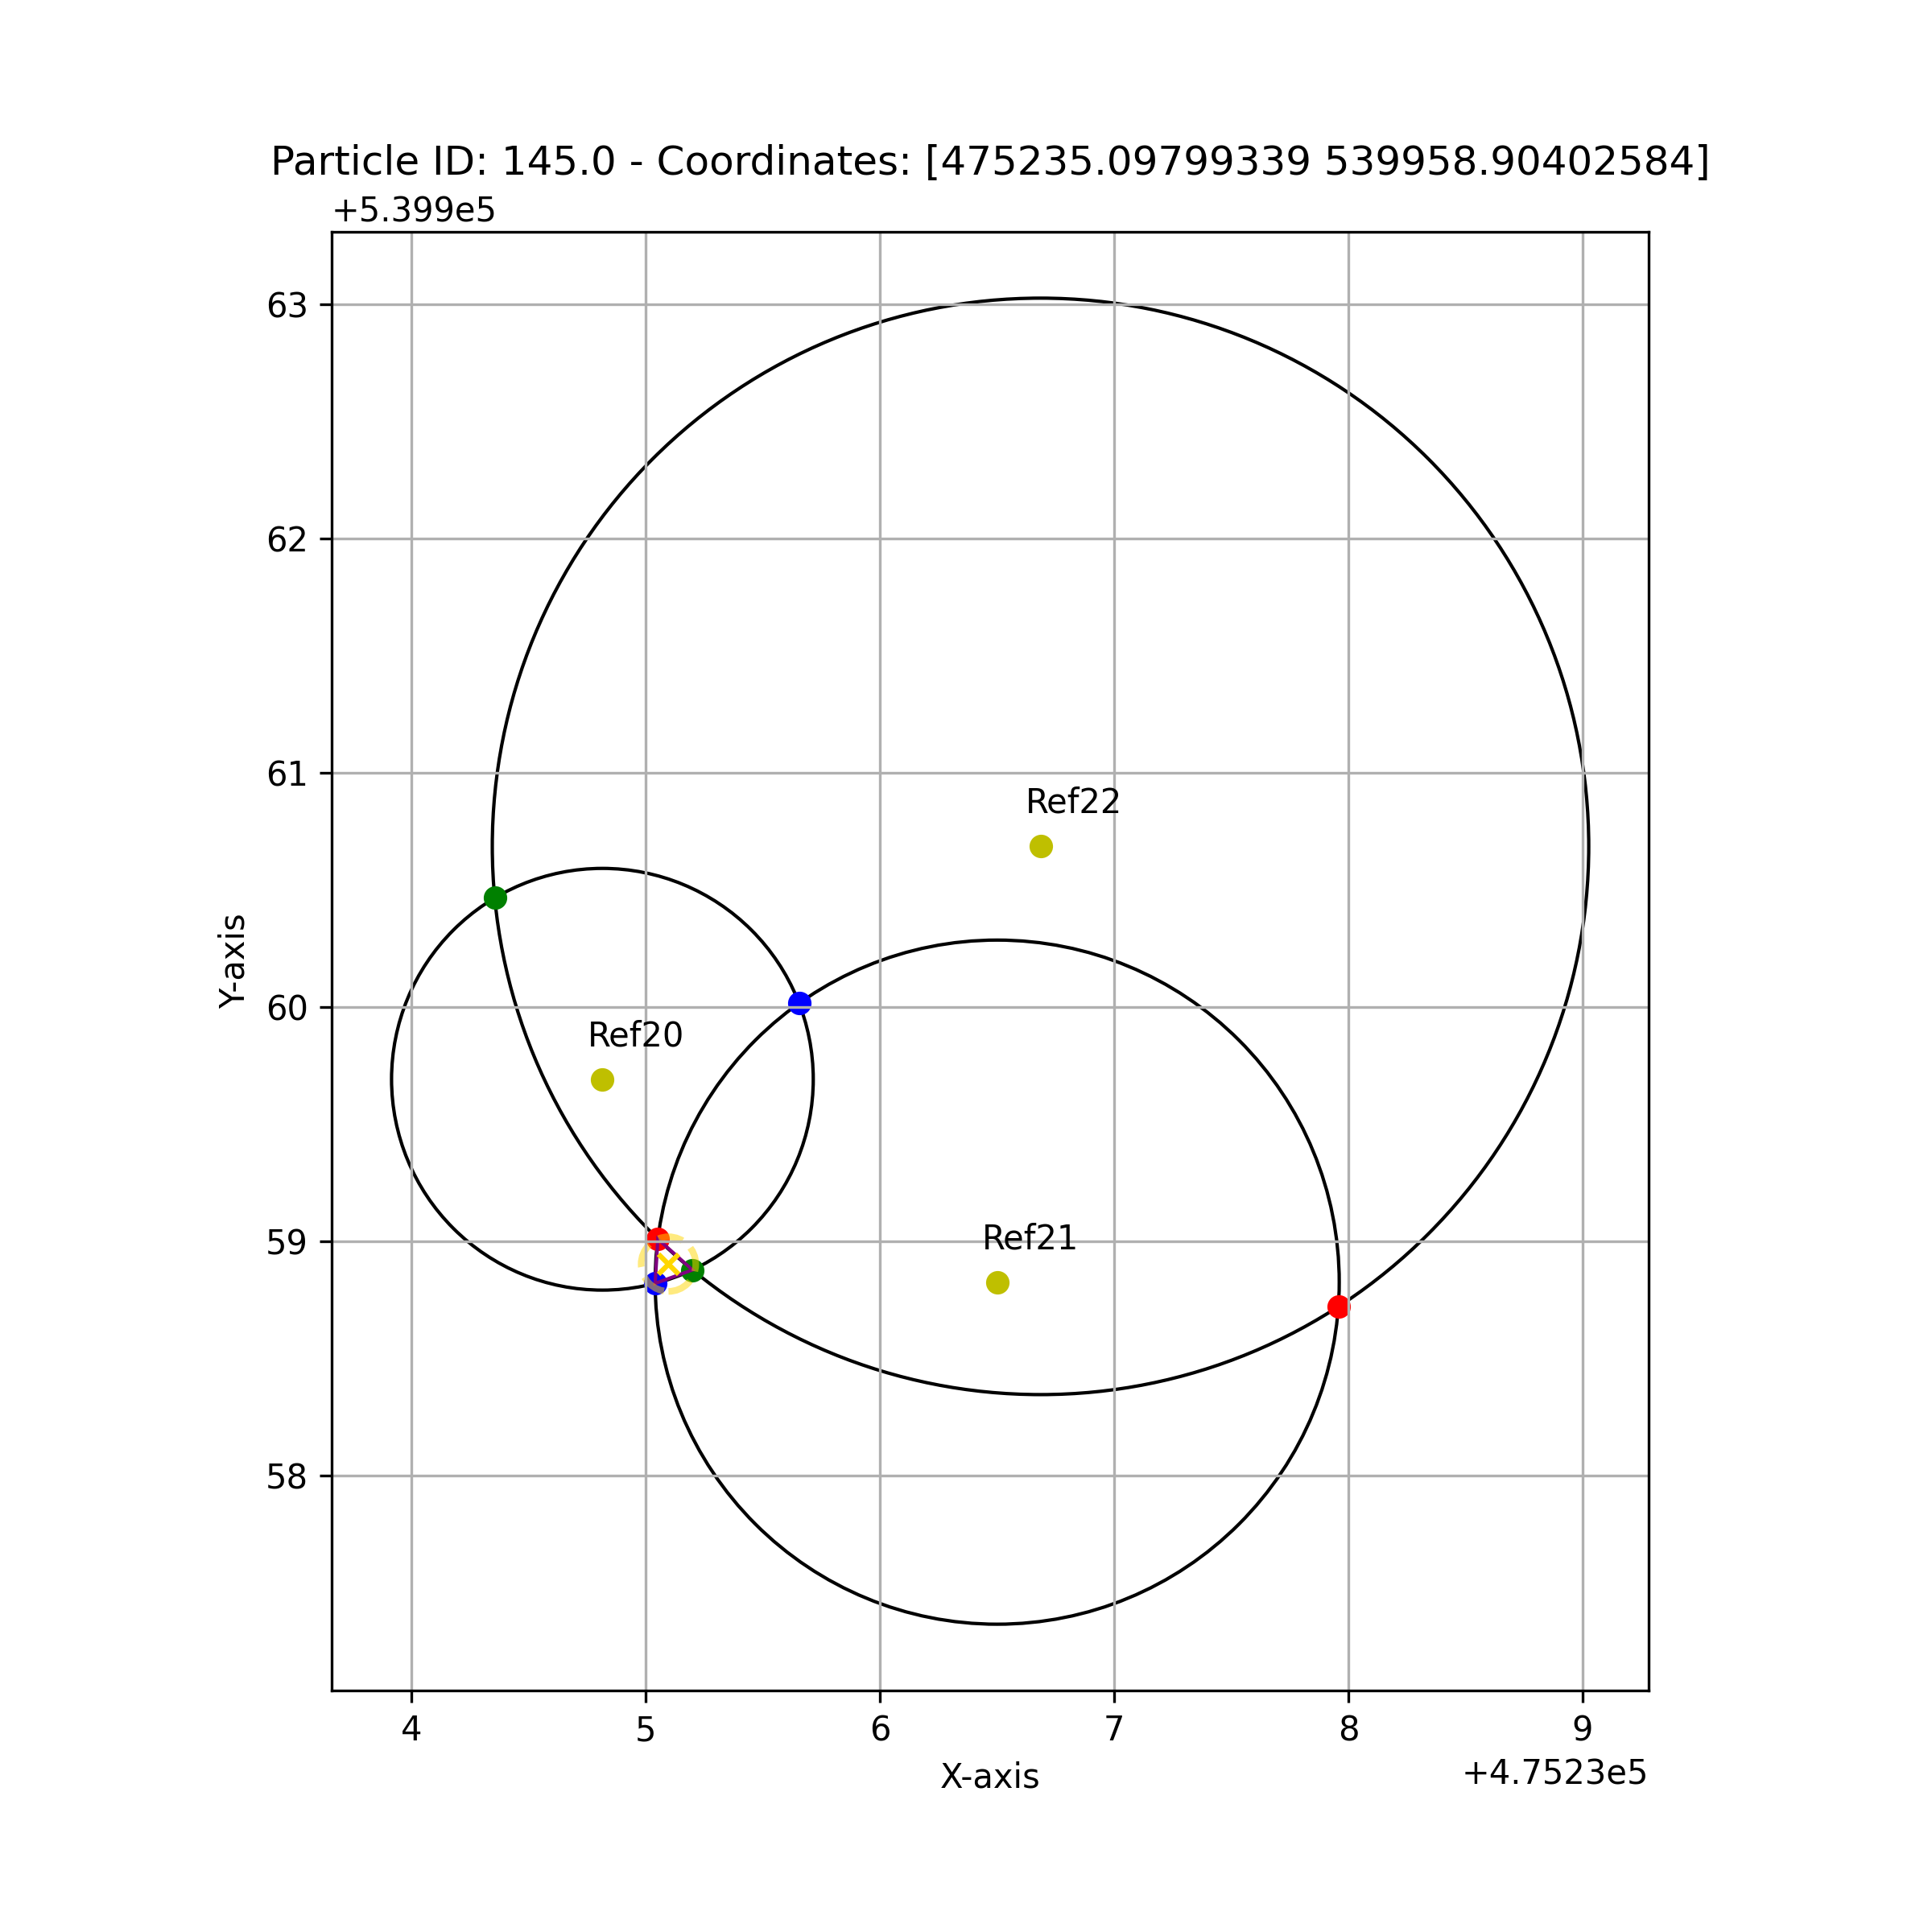 Particle ID: 145.0 - Coordinates: [475235.09799339 539958.90402584]
+5.399e5
63
62
61
Ref22
60
Ref20
Y-axis
59
Ref21
58
4 5 6 7 8 9
X-axis
+4.7523e5